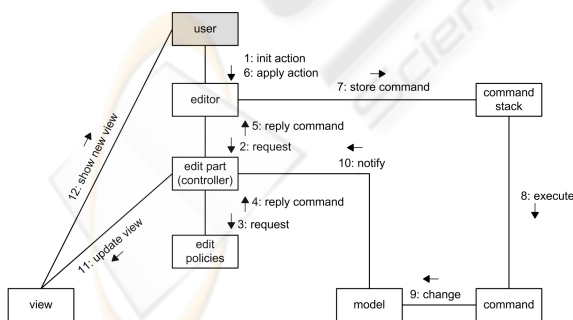 user
1: init action
6: apply action
7: store command
editor
command
stack
5: reply command
2: request
10: notify
edit part
(controller)
12: show new view
8: execute
4: reply command
3: request
11: update view
edit
policies
9: change
view
model
command
Scien